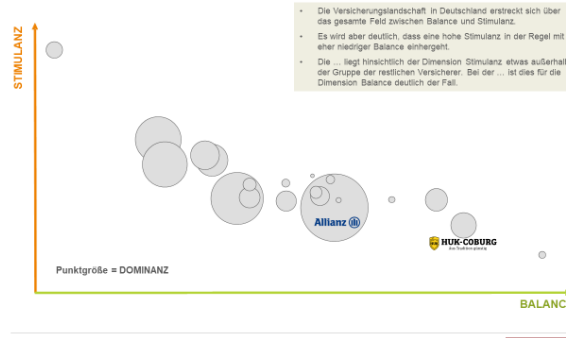 • Die Versicherungslandschaft in Deutschland erstreckt sich über
das gesamte Feld zwischen Balance und Stimulanz.
• Es wird aber deutlich, dass eine hohe Stimulanz in der Regel mit
eher niedriger Balance einhergeht.
• Die ... liegt hinsichtlich der Dimension Stimulanz etwas außerhal
der Gruppe der restlichen Versicherer. Bei der ... ist dies für die
Dimension Balance deutlich der Fall.
STIMULANZ
Allianz
HUK-COBURG
Punktgröße = DOMINANZ
BALANC